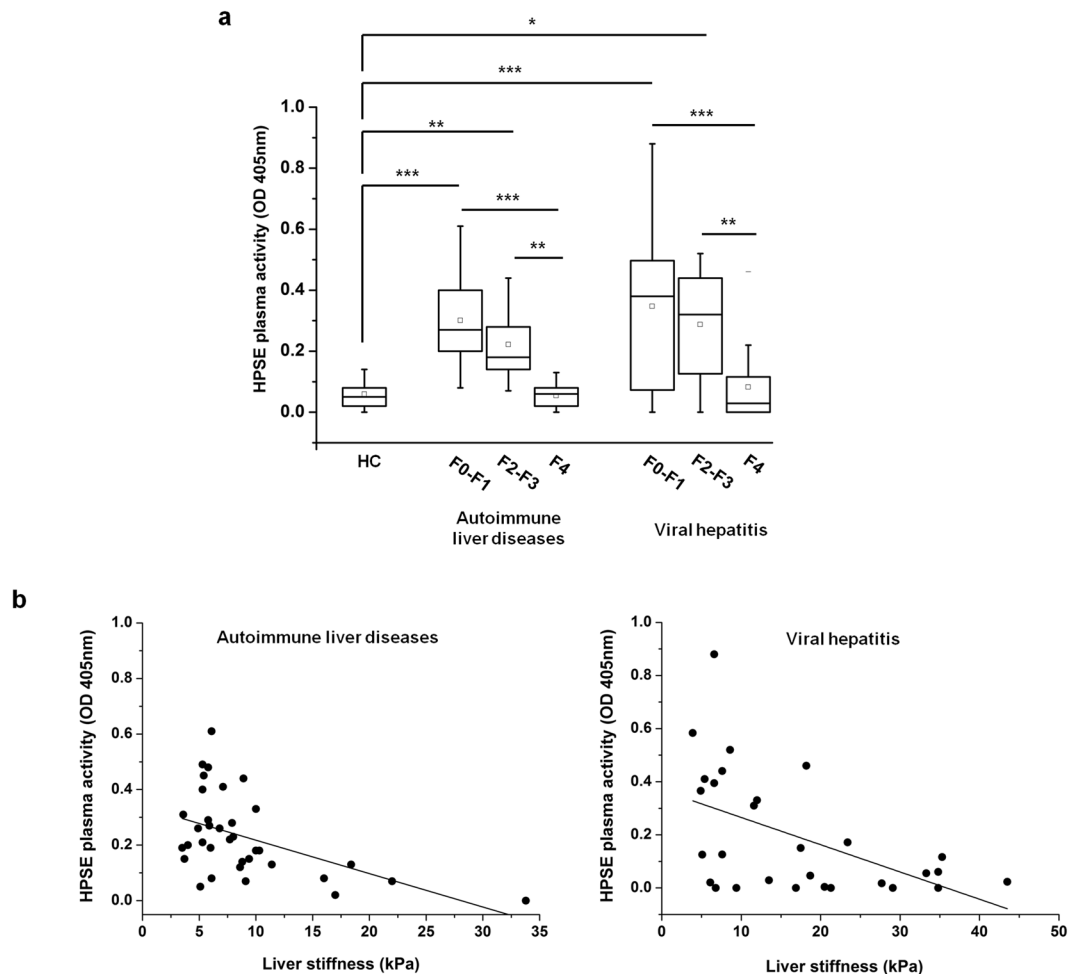 a
*
***
***
**
**
***
***
**
HPSE plasma activity (OD 405nm)
1.0
0.8
0.6
0.4
0.2
0.0
HC
F0-F1
F2-F3
F4
F0-F1
F2-F3
F4
Autoimmune
liver diseases
Viral hepatitis
b
Autoimmune liver diseases
HPSE plasma activity (OD 405nm)
1.0
0.8
0.6
0.4
0.2
0.0
0 5 10 15 20 25 30 35
Liver stiffness (kPa)
Viral hepatitis
HPSE plasma activity (OD 405nm)
1.0
0.8
0.6
0.4
0.2
0.0
0 10 20 30 40 50
Liver stiffness (kPa)